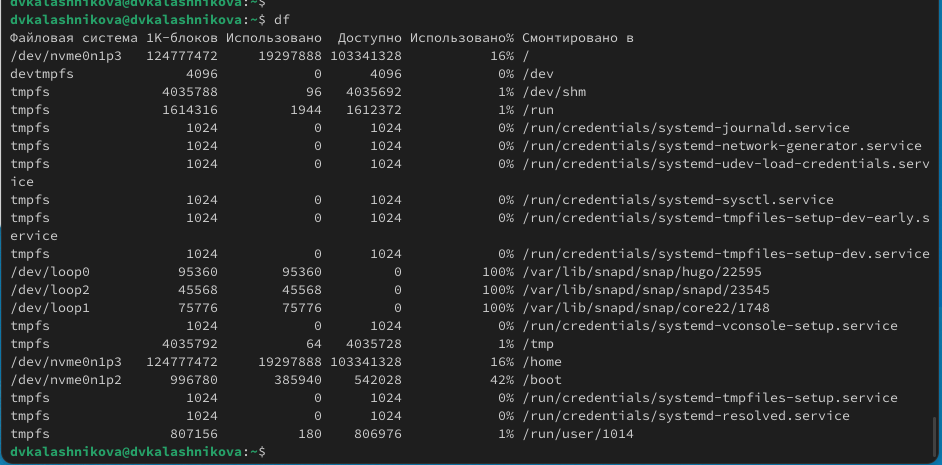 dvkalashnikova@dvkalashnikova:~$
dvkalashnikova@dvkalashnikova:~$ df
Файловая система 1K-блоков Использовано  Доступно Использовано% Смонтировано в
/dev/nvme0n1p3   124777472     19297888 103341328           16% /
devtmpfs              4096            0      4096            0% /dev
tmpfs              4035788           96   4035692            1% /dev/shm
tmpfs              1614316         1944   1612372            1% /run
tmpfs                 1024            0      1024            0% /run/credentials/systemd-journald.service
tmpfs                 1024            0      1024            0% /run/credentials/systemd-network-generator.service
tmpfs                 1024            0      1024            0% /run/credentials/systemd-udev-load-credentials.serv
ice
tmpfs                 1024            0      1024            0% /run/credentials/systemd-sysctl.service
tmpfs                 1024            0      1024            0% /run/credentials/systemd-tmpfiles-setup-dev-early.s
ervice
tmpfs                 1024            0      1024            0% /run/credentials/systemd-tmpfiles-setup-dev.service
/dev/loop0           95360        95360         0          100% /var/lib/snapd/snap/hugo/22595
/dev/loop2           45568        45568         0          100% /var/lib/snapd/snap/snapd/23545
/dev/loop1           75776        75776         0          100% /var/lib/snapd/snap/core22/1748
tmpfs                 1024            0      1024            0% /run/credentials/systemd-vconsole-setup.service
tmpfs              4035792           64   4035728            1% /tmp
/dev/nvme0n1p3   124777472     19297888 103341328           16% /home
/dev/nvme0n1p2      996780       385940    542028           42% /boot
tmpfs                 1024            0      1024            0% /run/credentials/systemd-tmpfiles-setup.service
tmpfs                 1024            0      1024            0% /run/credentials/systemd-resolved.service
tmpfs               807156          180    806976            1% /run/user/1014
dvkalashnikova@dvkalashnikova:~$